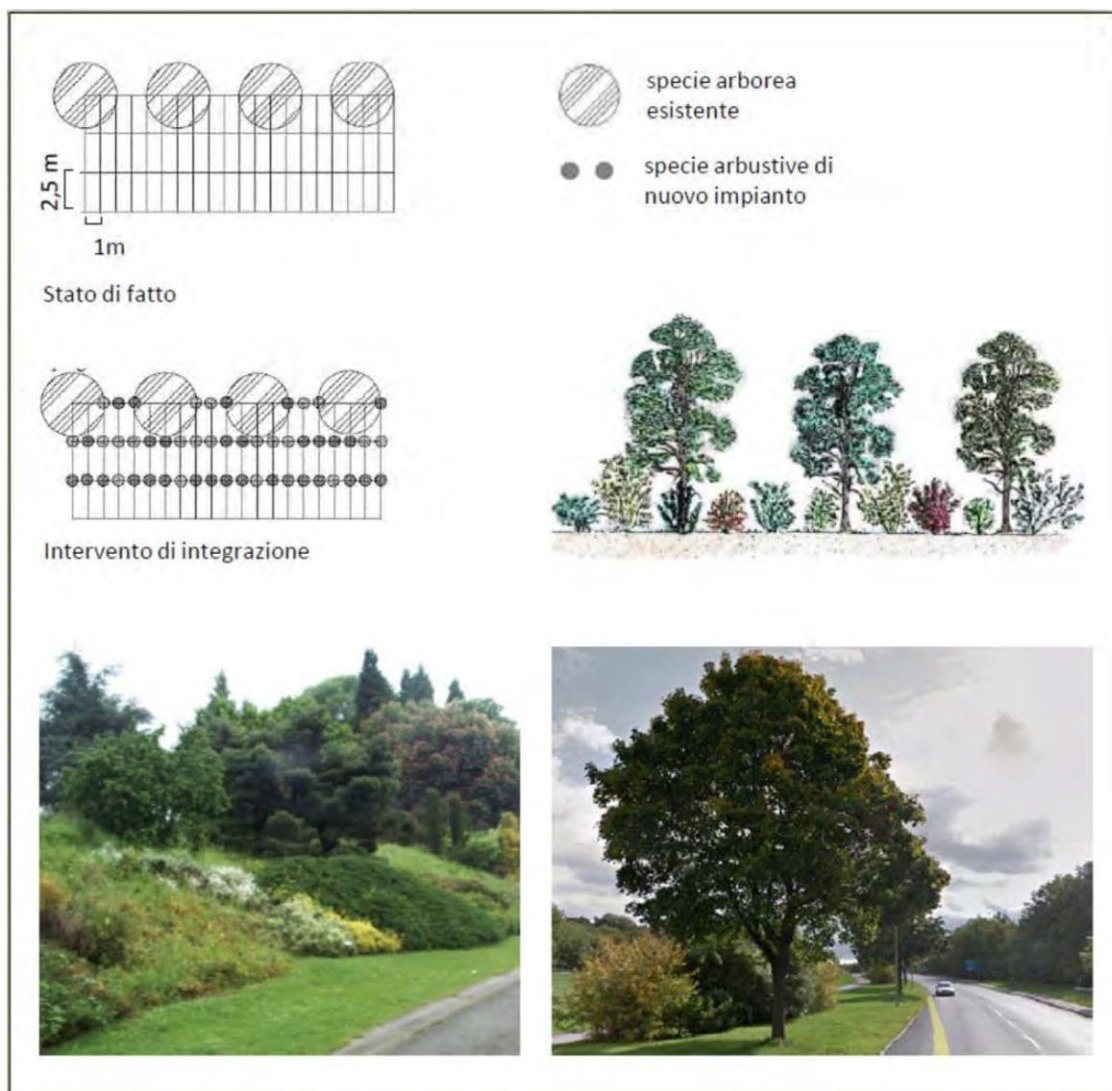 2,5 m
1m
Stato di fatto
specie arborea
esistente
specie arbustive di
nuovo impianto
Intervento di integrazione